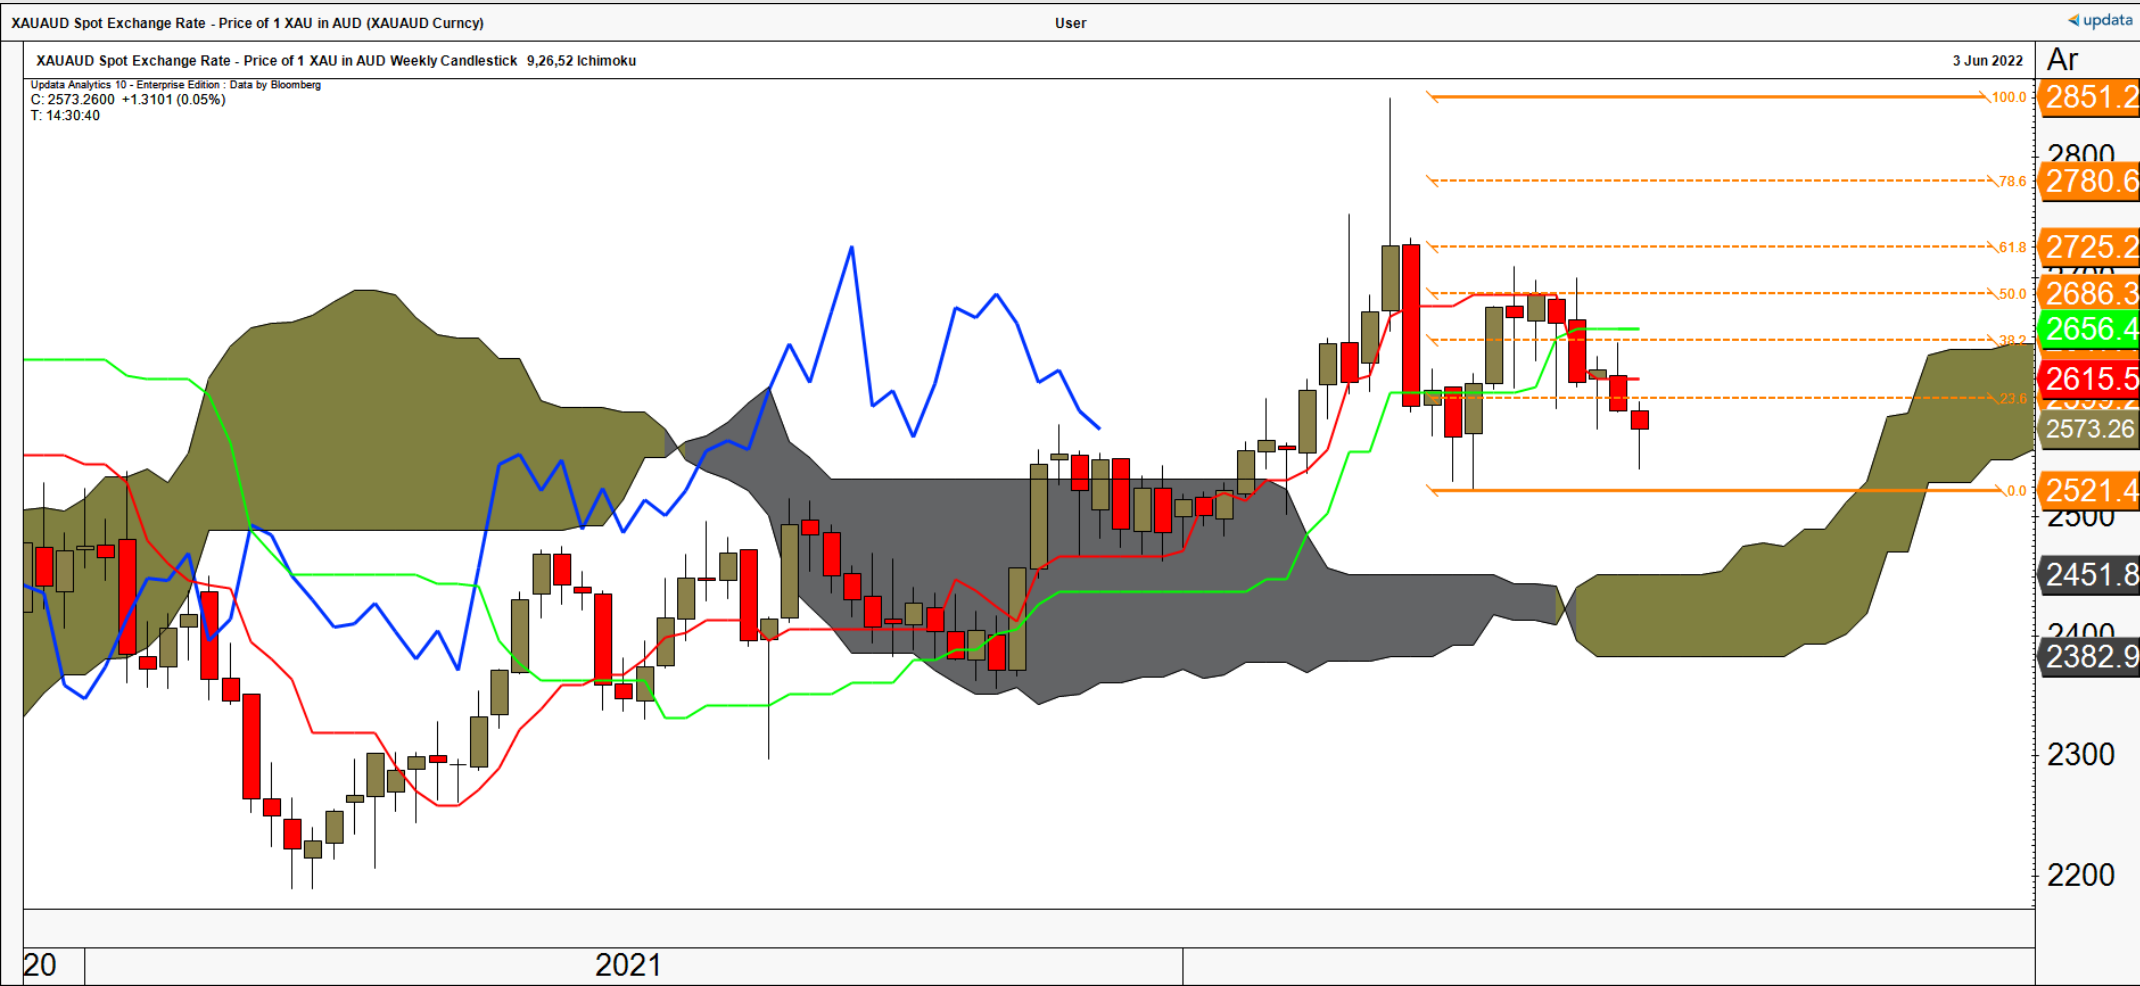 XAUAUD Spot Exchange Rate - Price of 1 XAU in AUD (XAUAUD Curncy)
User
updata
XAUAUD Spot Exchange Rate - Price of 1 XAU in AUD Weekly Candlestick 9,26,52 Ichimoku
3 Jun 2022
Ar
Updata Analytics 10 - Enterprise Edition : Data by Bloomberg
C: 2573.2600 +1.3101 (0.05%)
T: 14:30:40
100.0
2851.2
2800
78.6
2780.6
61.8
2725.2
50.0
2686.3
2656.4
38.2
2615.5
23.6
2573.26
0.0
2521.4
2500
2451.8
2400
2382.9
2300
2200
20
2021